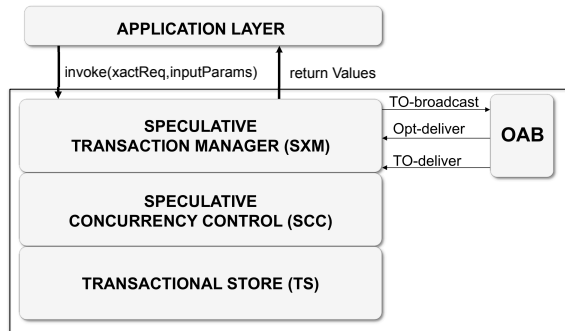 APPLICATION LAYER
invoke(xactReq,inputParams)
return Values
SPECULATIVE
TRANSACTION MANAGER (SXM)
TO-broadcast
Opt-deliver
TO-deliver
OAB
SPECULATIVE
CONCURRENCY CONTROL (SCC)
TRANSACTIONAL STORE (TS)